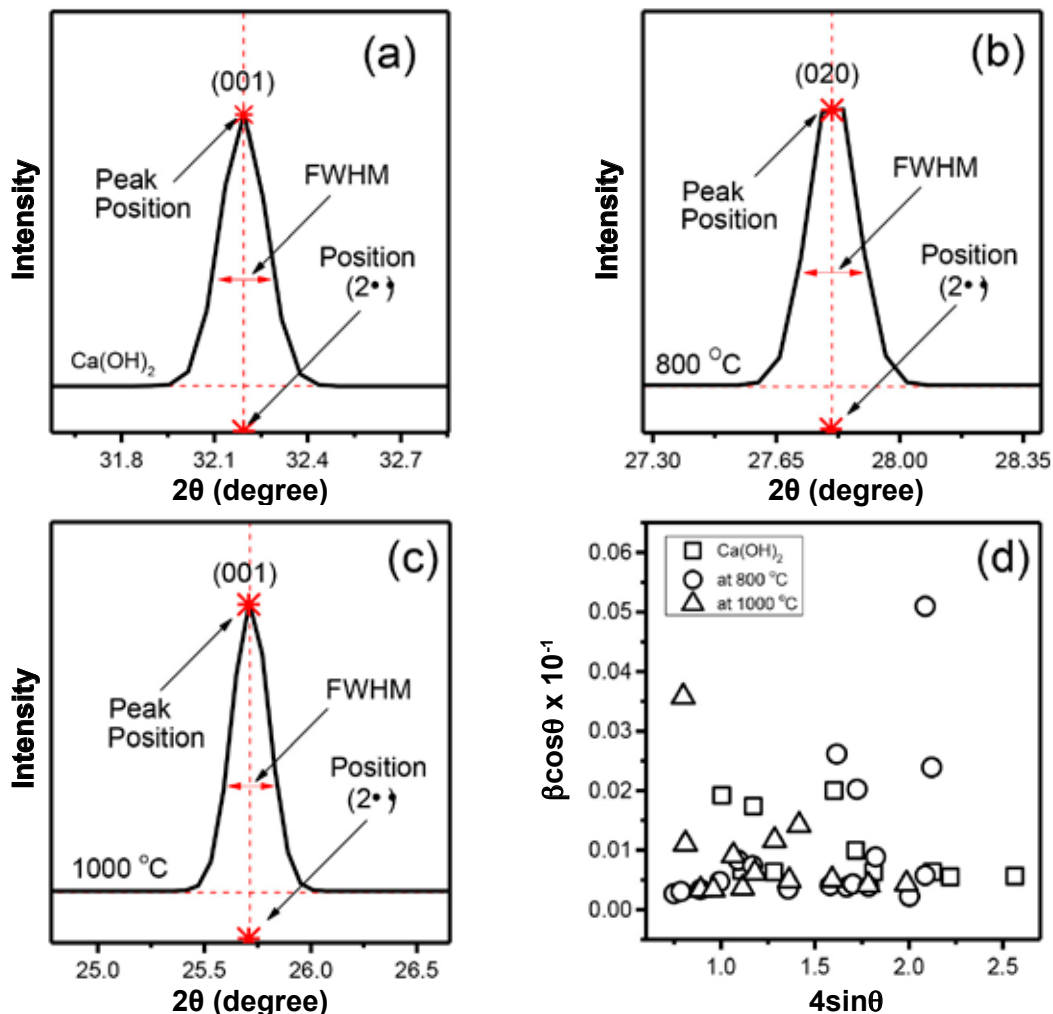 (a)
(001)
Peak
Position
FWHM
Position
(2• )
Ca(OH)2
Intensity
31.8 32.1 32.4 32.7
2θ (degree)
(b)
(020)
Peak
Position
FWHM
Position
(2• )
800 °C
Intensity
27.30 27.65 28.00 28.35
2θ (degree)
(c)
(001)
Peak
Position
FWHM
Position
(2• )
1000 °C
Intensity
25.0 25.5 26.0 26.5
2θ (degree)
(d)
Ca(OH)2
at 800 °C
at 1000 °C
0.06
0.05
0.04
0.03
0.02
0.01
0.00
βcosθ x 10-1
1.0 1.5 2.0 2.5
4sinθ